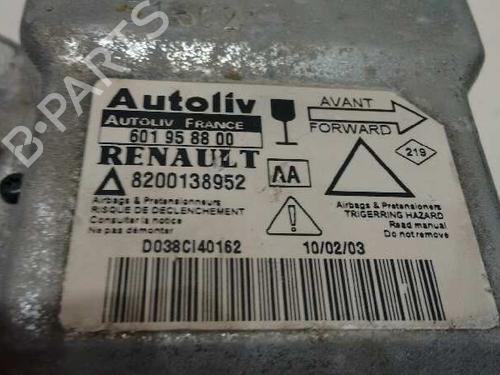 B-PARTS
Autoliv
AUTOLIV FRANCE
601 95 88 00
RENAULT
8200138952
Airbags & Pretensionneurs
RISQUE DE DECLENCHEMENT
Consulter la notice
Ne pas démonter
D038CI40162
AA
10/02/03
AVANT
FORWARD
219
Airbags & Pretensioners
TRIGERRING HAZARD
Read manual
Do not remove